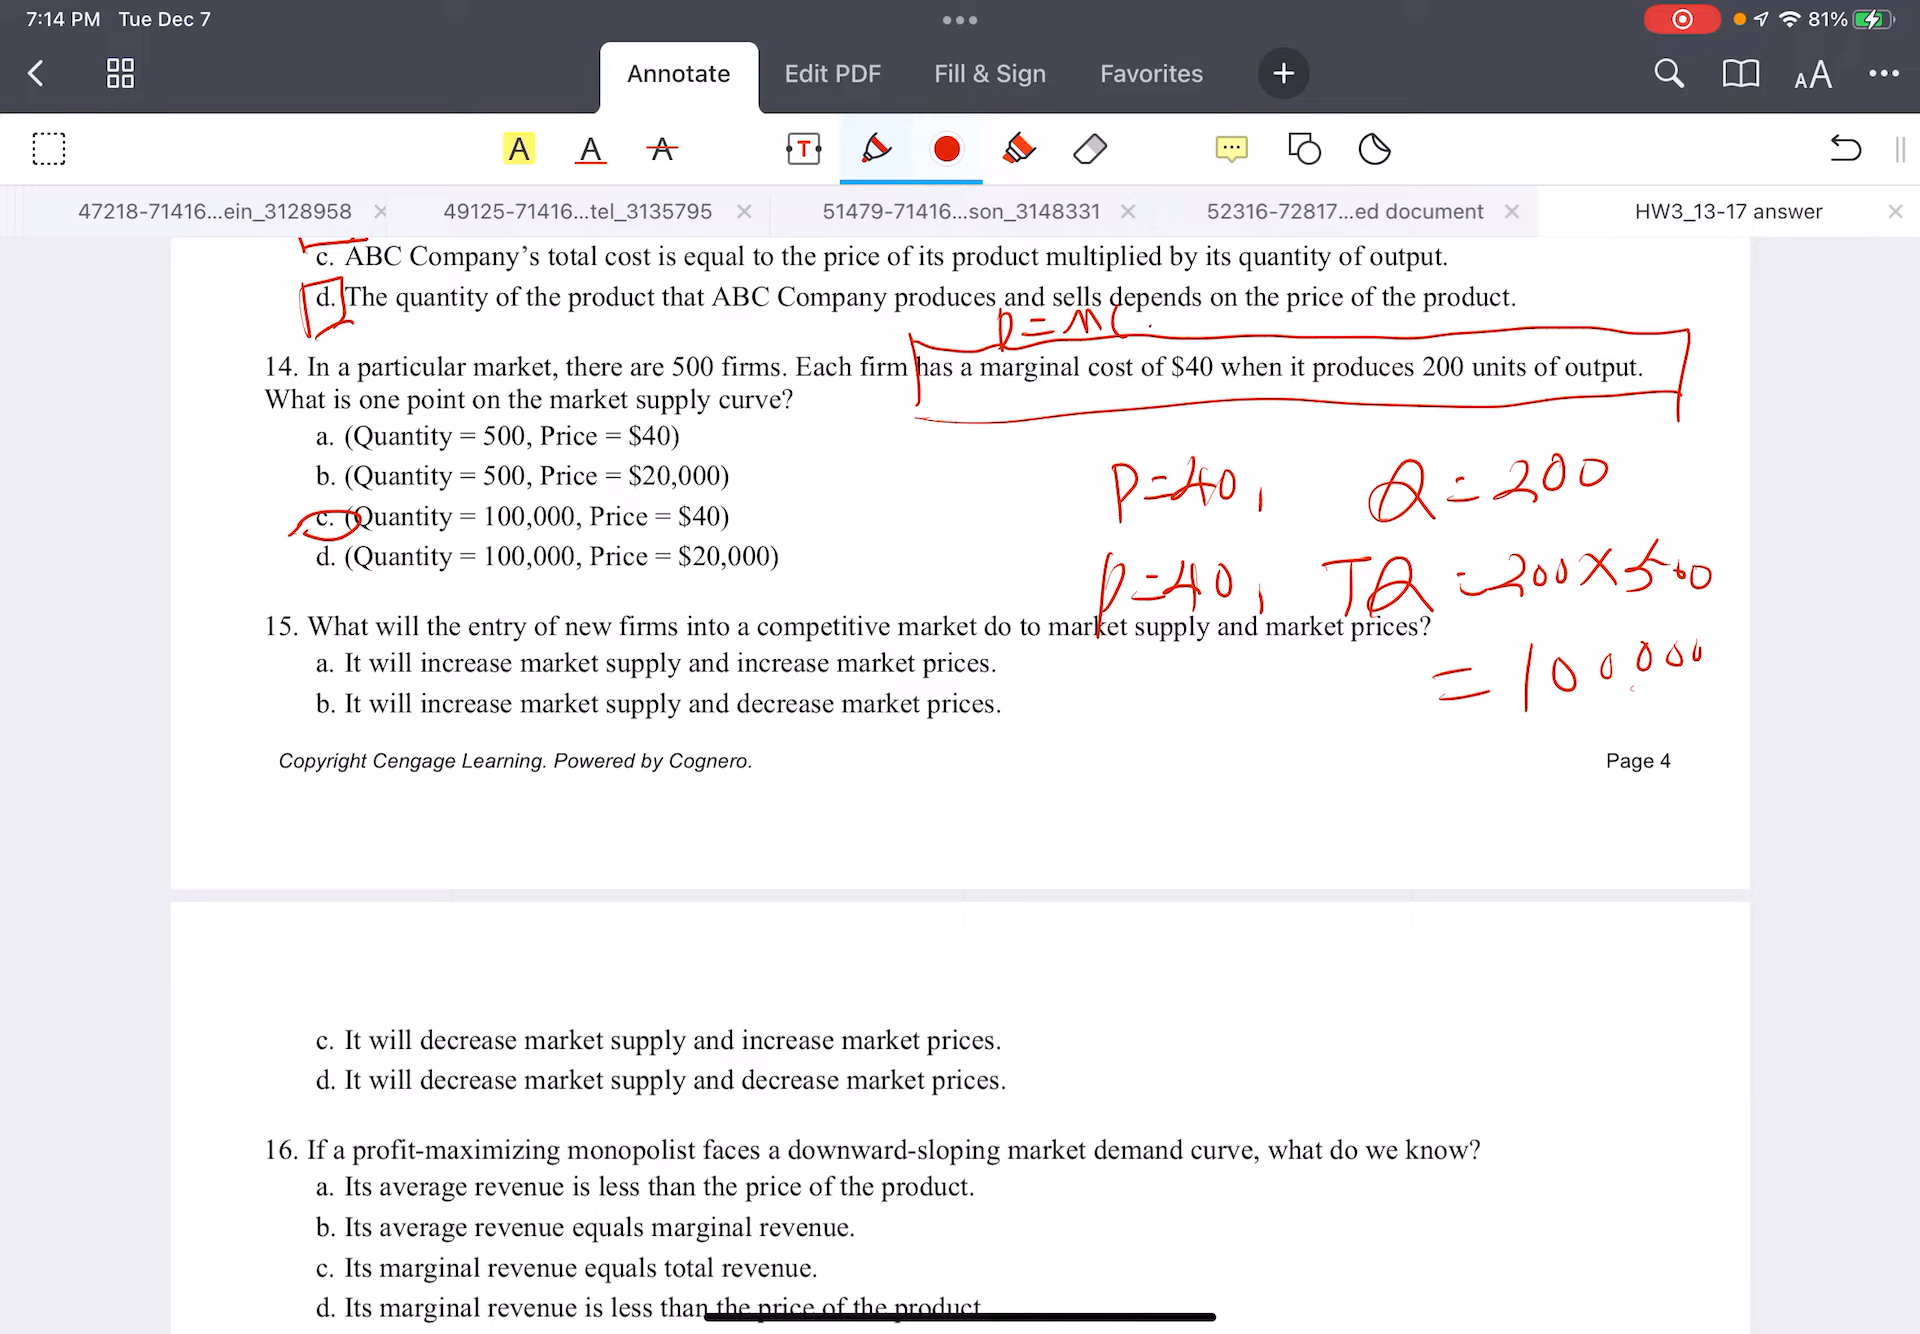 7:14 PM Tue Dec 7
81%
Annotate Edit PDF Fill & Sign Favorites
AA
A A A T
47218-71416...ein_3128958 49125-71416...tel_3135795 51479-71416...son_3148331 52316-72817...ed document HW3_13-17 answer
c. ABC Company’s total cost is equal to the price of its product multiplied by its quantity of output.
d. The quantity of the product that ABC Company produces and sells depends on the price of the product.
P = MC
14. In a particular market, there are 500 firms. Each firm has a marginal cost of $40 when it produces 200 units of output.
What is one point on the market supply curve?
a. (Quantity = 500, Price = $40)
b. (Quantity = 500, Price = $20,000)
P=40, Q=200
c. (Quantity = 100,000, Price = $40)
d. (Quantity = 100,000, Price = $20,000)
P=40, TQ=200×500
15. What will the entry of new firms into a competitive market do to market supply and market prices?
a. It will increase market supply and increase market prices.
= 100,000
b. It will increase market supply and decrease market prices.
Copyright Cengage Learning. Powered by Cognero. Page 4
c. It will decrease market supply and increase market prices.
d. It will decrease market supply and decrease market prices.
16. If a profit-maximizing monopolist faces a downward-sloping market demand curve, what do we know?
a. Its average revenue is less than the price of the product.
b. Its average revenue equals marginal revenue.
c. Its marginal revenue equals total revenue.
d. Its marginal revenue is less than the price of the product